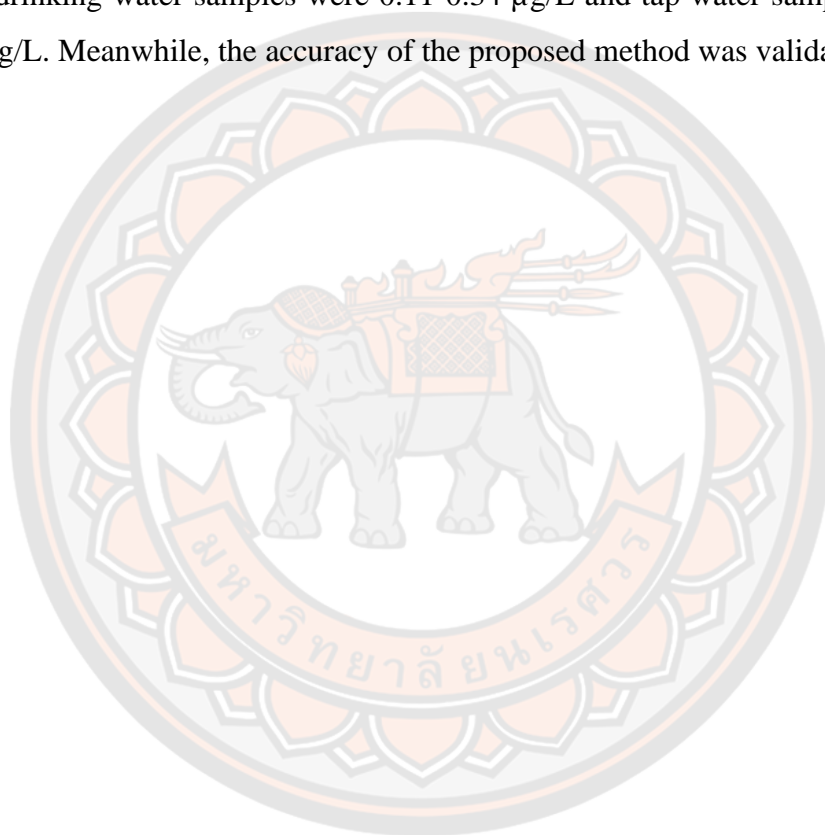 drinking water samples were 0.11-0.54 µg/L and tap water samp
g/L. Meanwhile, the accuracy of the proposed method was valida
มหาวิทยาลัยนเรศวร